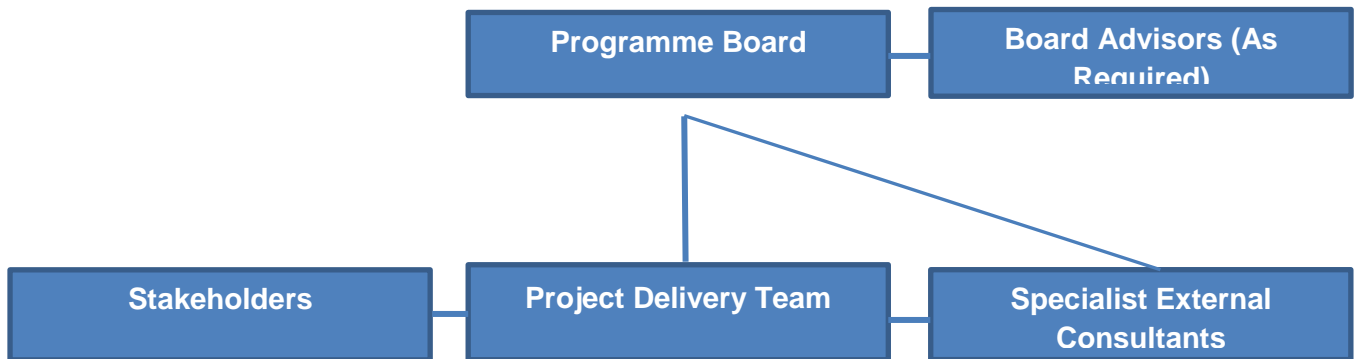 Programme Board
Board Advisors (As
Required)
Stakeholders
Project Delivery Team
Specialist External
Consultants